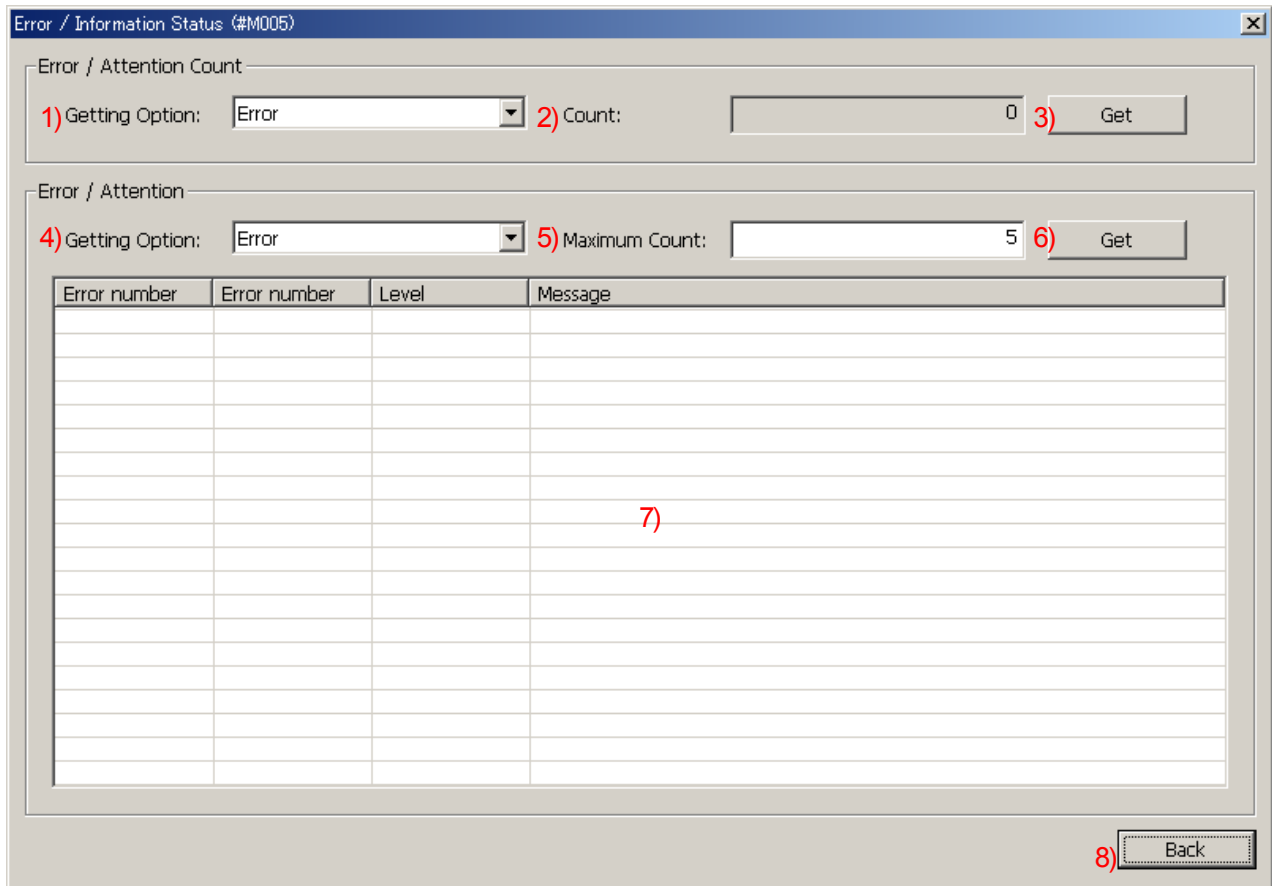 Error / Information Status (#M005)
Error / Attention Count
1) Getting Option: Error 2) Count: 0 3) Get
Error / Attention
4) Getting Option: Error 5) Maximum Count: 5 6) Get
Error number Error number Level Message
7)
8) Back